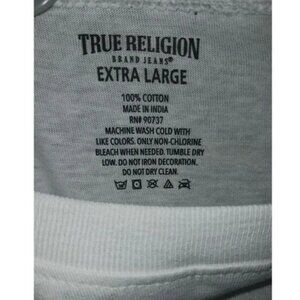 TRUE RELIGION
BRAND JEANS®
EXTRA LARGE
100% COTTON
MADE IN INDIA
RN# 90737
MACHINE WASH COLD WITH
LIKE COLORS. ONLY NON-CHLORINE
BLEACH WHEN NEEDED. TUMBLE DRY
LOW. DO NOT IRON DECORATION.
DO NOT DRY CLEAN.